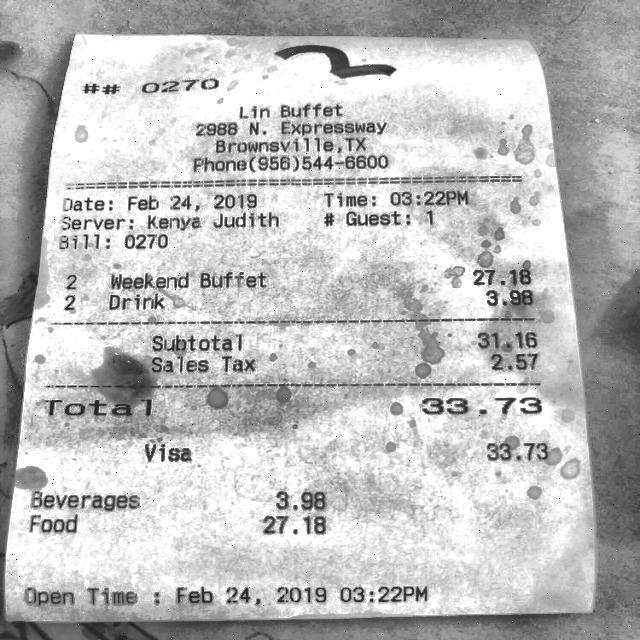 ## 0270
Lin Buffet
2988 N. Expressway
Brownsville,TX
Phone(956)544-6600
Date: Feb 24, 2019 Time: 03:22PM
Server: Kenya Judith # Guest: 1
Bill: 0270
2 Weekend Buffet 27.18
2 Drink 3.98
Subtotal 31.16
Sales Tax 2.57
Total 33.73
Visa 33.73
Beverages 3.98
Food 27.18
Open Time : Feb 24, 2019 03:22PM